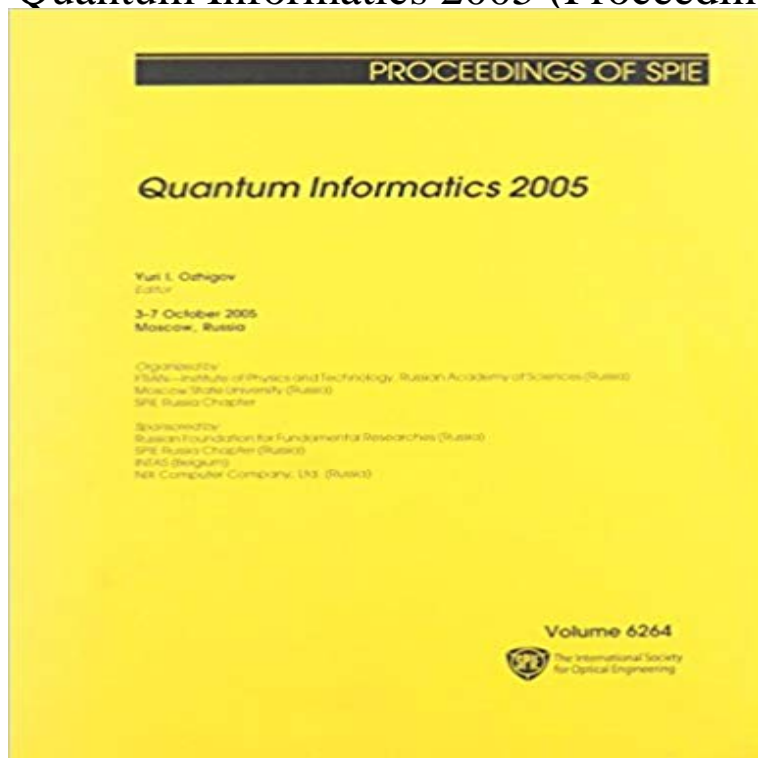 Quantum Informatics 2005 (Proceedin
PROCEEDINGS OF SPIE
Quantum Informatics 2005
Yuri I. Ozhigov
Editor
3–7 October 2005
Moscow, Russia
Organized by
FTIAN—Institute of Physics and Technology, Russian Academy of Sciences (Russia)
Moscow State University (Russia)
SPIE Russia Chapter
Sponsored by
Russian Foundation for Fundamental Researches (Russia)
SPIE Russia Chapter (Russia)
INTAS (Belgium)
NIX Computer Company, Ltd. (Russia)
Volume 6264
SPIE
The International Society
for Optical Engineering